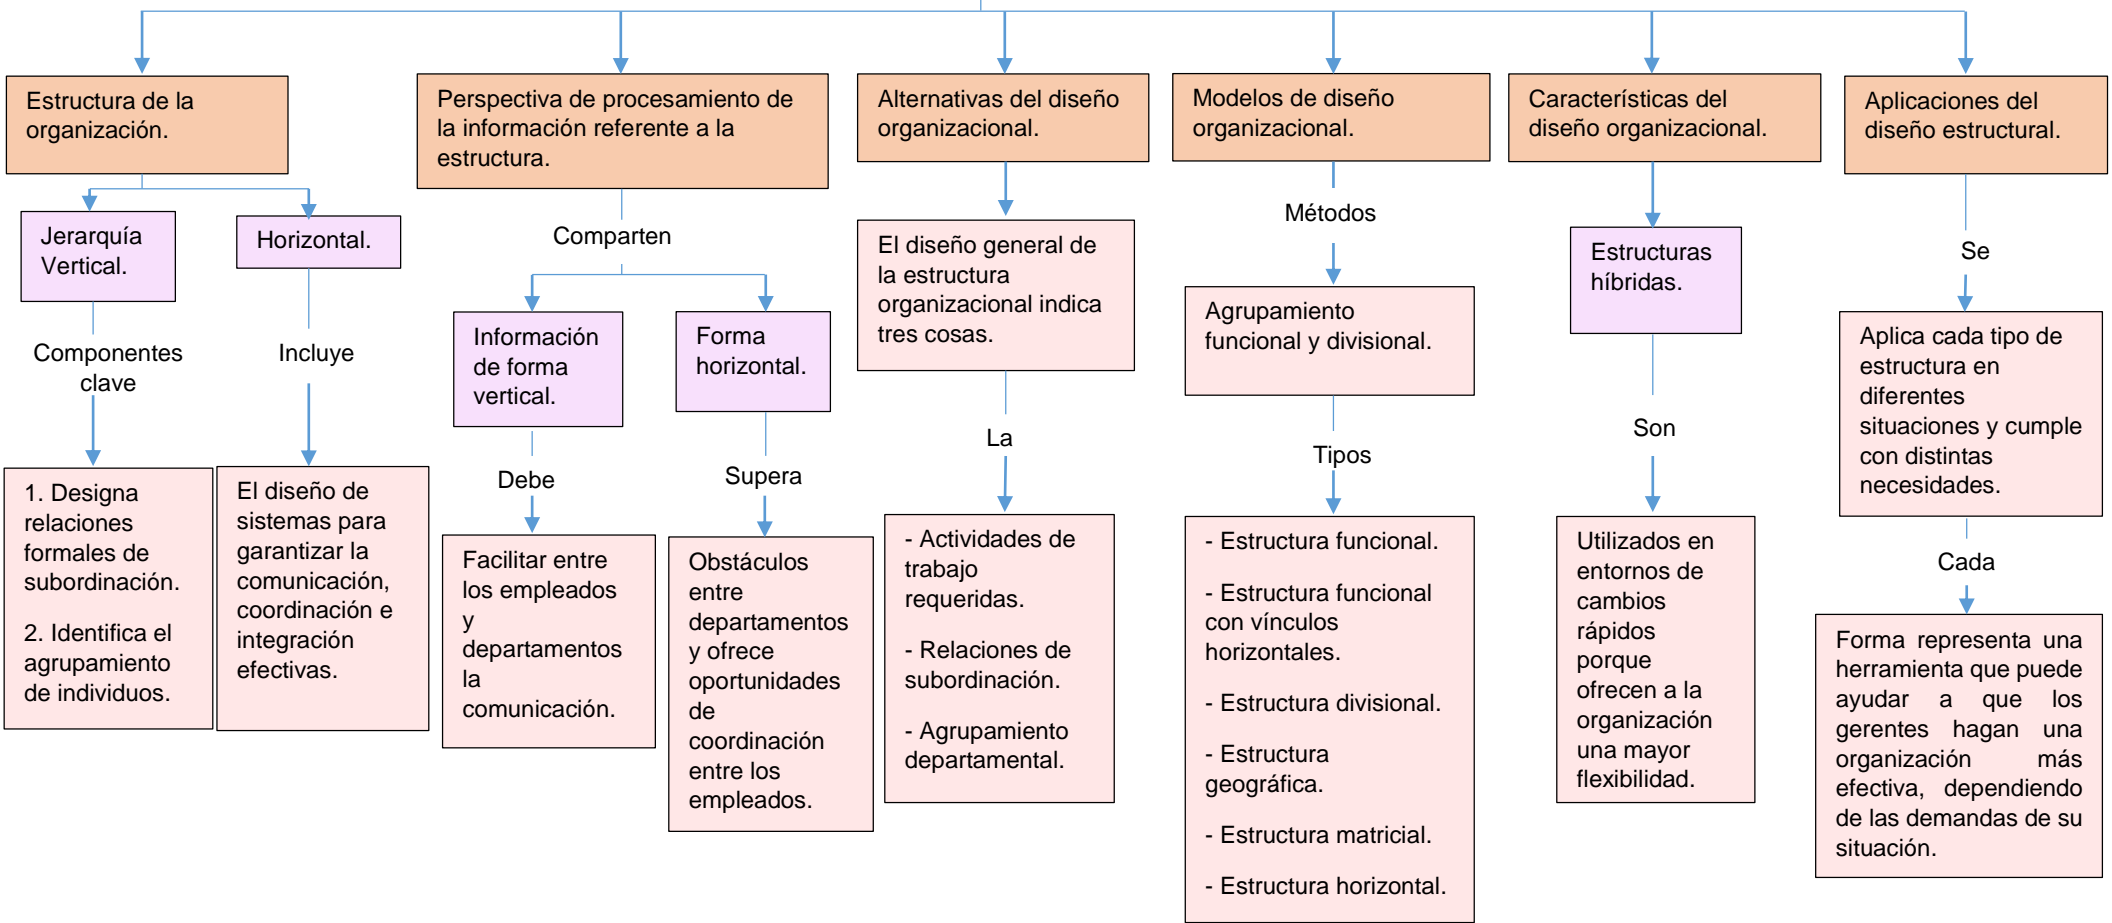 Estructura de la
organización.
Jerarquía
Vertical.
Componentes
clave
1. Designa
relaciones
formales de
subordinación.
2. Identifica el
agrupamiento
de individuos.
Horizontal.
Incluye
El diseño de
sistemas para
garantizar la
comunicación,
coordinación e
integración
efectivas.
Perspectiva de procesamiento de
la información referente a la
estructura.
Comparten
Información
de forma
vertical.
Debe
Facilitar entre
los empleados
y
departamentos
la
comunicación.
Forma
horizontal.
Supera
Obstáculos
entre
departamentos
y ofrece
oportunidades
de
coordinación
entre los
empleados.
Alternativas del diseño
organizacional.
El diseño general de
la estructura
organizacional indica
tres cosas.
La
- Actividades de
trabajo
requeridas.
- Relaciones de
subordinación.
- Agrupamiento
departamental.
Modelos de diseño
organizacional.
Métodos
Agrupamiento
funcional y divisional.
Tipos
- Estructura funcional.
- Estructura funcional
con vínculos
horizontales.
- Estructura divisional.
- Estructura
geográfica.
- Estructura matricial.
- Estructura horizontal.
Característícas del
diseño organizacional.
Estructuras
híbridas.
Son
Utilizados en
entornos de
cambios
rápidos
porque
ofrecen a la
organización
una mayor
flexibilidad.
Aplicaciones del
diseño estructural.
Se
Aplica cada tipo de
estructura en
diferentes
situaciones y cumple
con distintas
necesidades.
Cada
Forma representa una
herramienta que puede
ayudar a que los
gerentes hagan una
organización más
efectiva, dependiendo
de las demandas de su
situación.